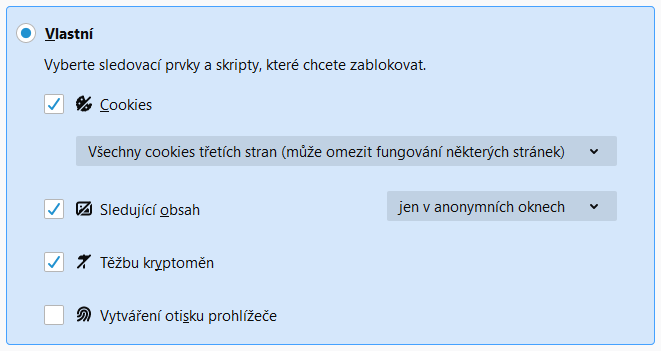 Vlastní
Vyberte sledovací prvky a skripty, které chcete zablokovat.
Cookies
Všechny cookies třetích stran (může omezit fungování některých stránek)
Sledující obsah
jen v anonymních oknech
Těžbu kryptoměn
Vytváření otisku prohlížeče